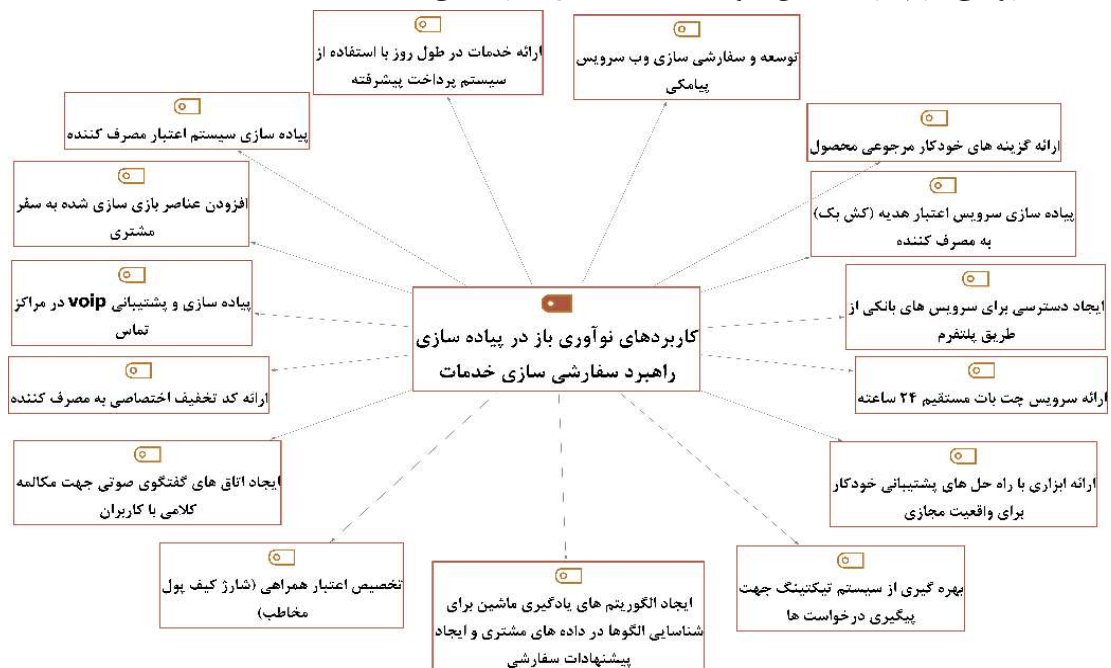 ارائه خدمات در طول روز با استفاده از
سیستم پرداخت پیشرفته
توسعه و سفارشی سازی وب سرویس
پیامکی
پیاده سازی سیستم اعتبار مصرف کننده
ارائه گزینه های خودکار مرجوعی محصول
افزودن عناصر بازی سازی شده به سفر
مشتری
پیاده سازی سرویس اعتبار هدیه (کش بک)
به مصرف کننده
پیاده سازی و پشتیبانی voip در مراکز
تماس
کاربردهای نوآوری باز در پیاده سازی
راهبرد سفارشی سازی خدمات
ایجاد دسترسی برای سرویس های بانکی از
طریق پلتفرم
ارائه کد تخفیف اختصاصی به مصرف کننده
ارائه سرویس چت بات مستقیم ۲۴ ساعته
ایجاد اتاق های گفتگوی صوتی جهت مکالمه
کلامی با کاربران
ارائه ابزاری با راه حل های پشتیبانی خودکار
برای واقعیت مجازی
تخصیص اعتبار همراهی (شارژ کیف پول
مخاطب)
ایجاد الگوریتم های یادگیری ماشین برای
شناسایی الگوها در داده های مشتری و ایجاد
پیشنهادات سفارشی
بهره گیری از سیستم تیکتینگ جهت
پیگیری درخواست ها